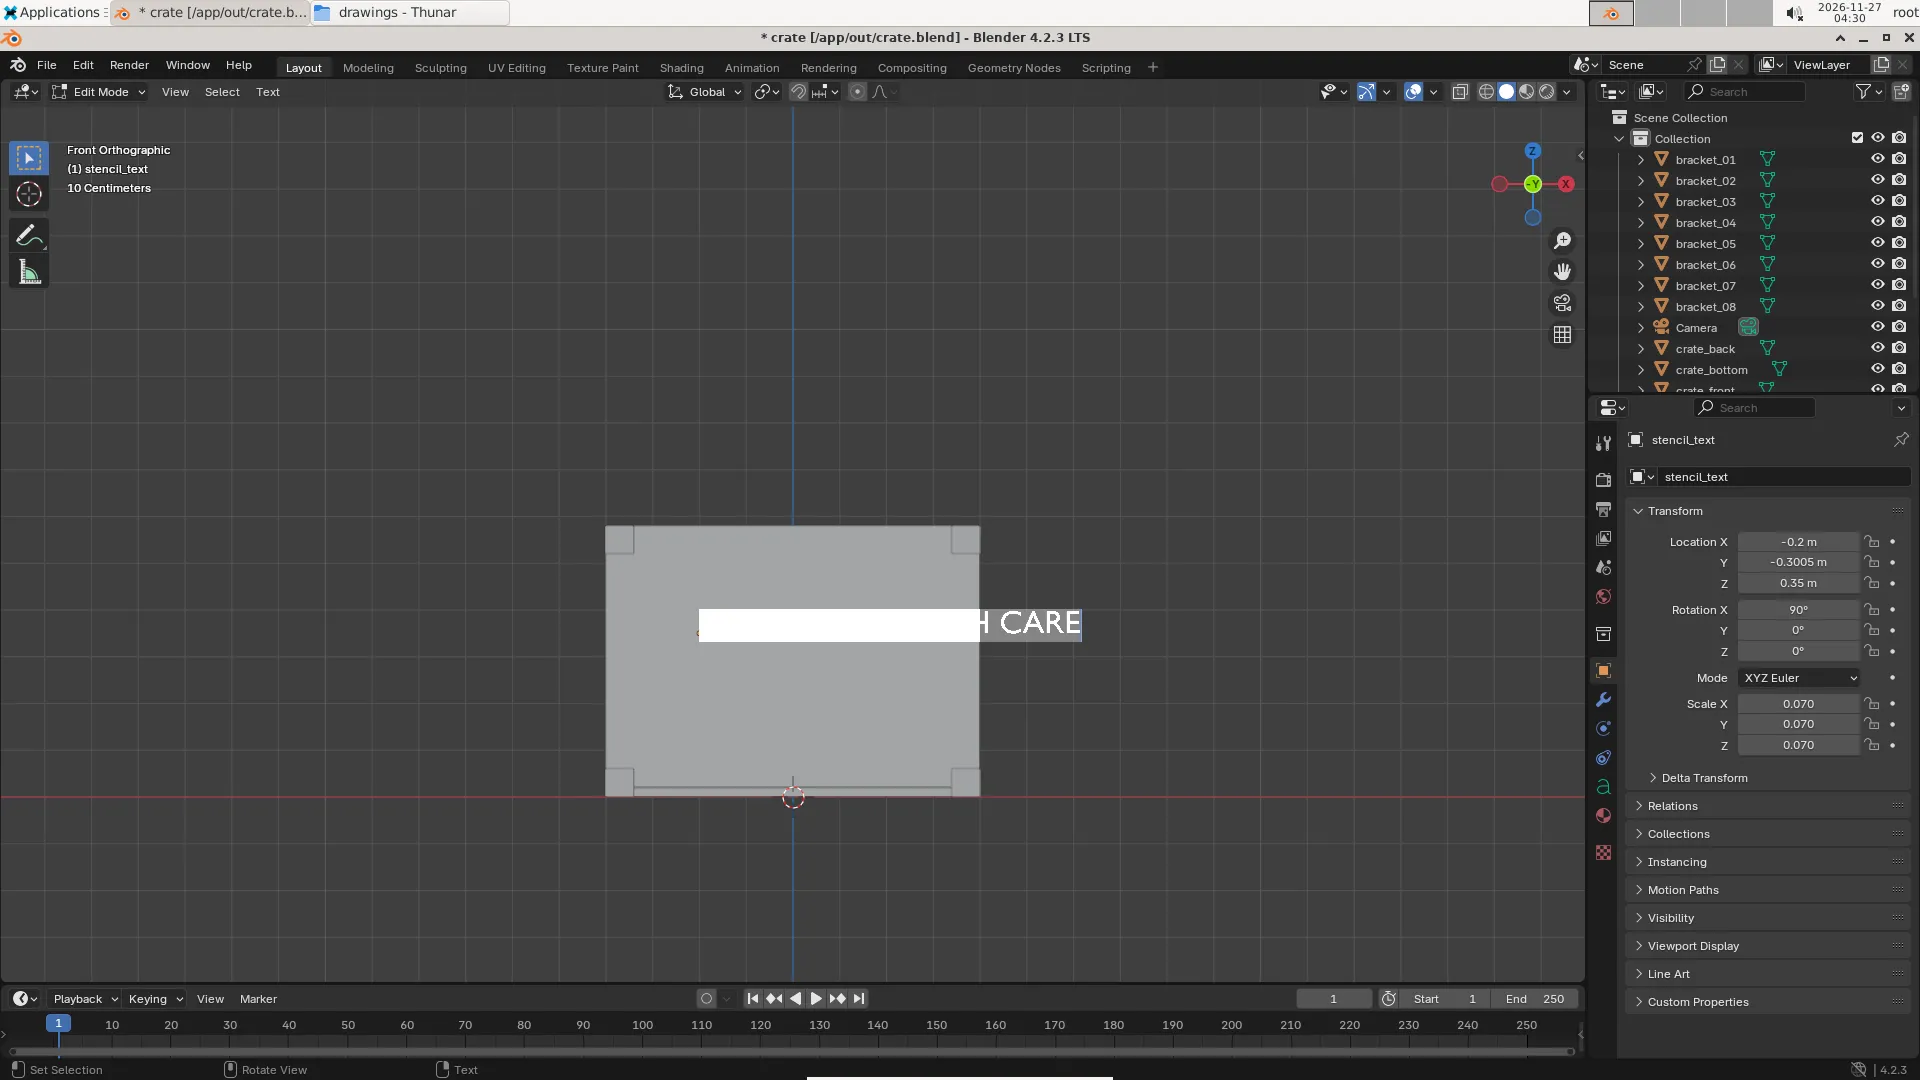 Applications
* crate [/app/out/crate.b...
drawings - Thunar
2026-11-27
04:30
root
* crate [/app/out/crate.blend] - Blender 4.2.3 LTS
File Edit Render Window Help
Layout Modeling Sculpting UV Editing Texture Paint Shading Animation Rendering Compositing Geometry Nodes Scripting +
Scene
ViewLayer
Edit Mode View Select Text
Global
Search
Front Orthographic
(1) stencil_text
10 Centimeters
Z
-Y
X
Scene Collection
Collection
bracket_01
bracket_02
bracket_03
bracket_04
bracket_05
bracket_06
bracket_07
bracket_08
Camera
crate_back
crate_bottom
crate_front
H CARE
Search
stencil_text
stencil_text
Transform
Location X -0.2 m
Y -0.3005 m
Z 0.35 m
Rotation X 90°
Y 0°
Z 0°
Mode XYZ Euler
Scale X 0.070
Y 0.070
Z 0.070
Delta Transform
Relations
Collections
Instancing
Motion Paths
Visibility
Viewport Display
Line Art
Custom Properties
Playback Keying View Marker
1
Start 1
End 250
1 10 20 30 40 50 60 70 80 90 100 110 120 130 140 150 160 170 180 190 200 210 220 230 240 250
Set Selection
Rotate View
Text
4.2.3